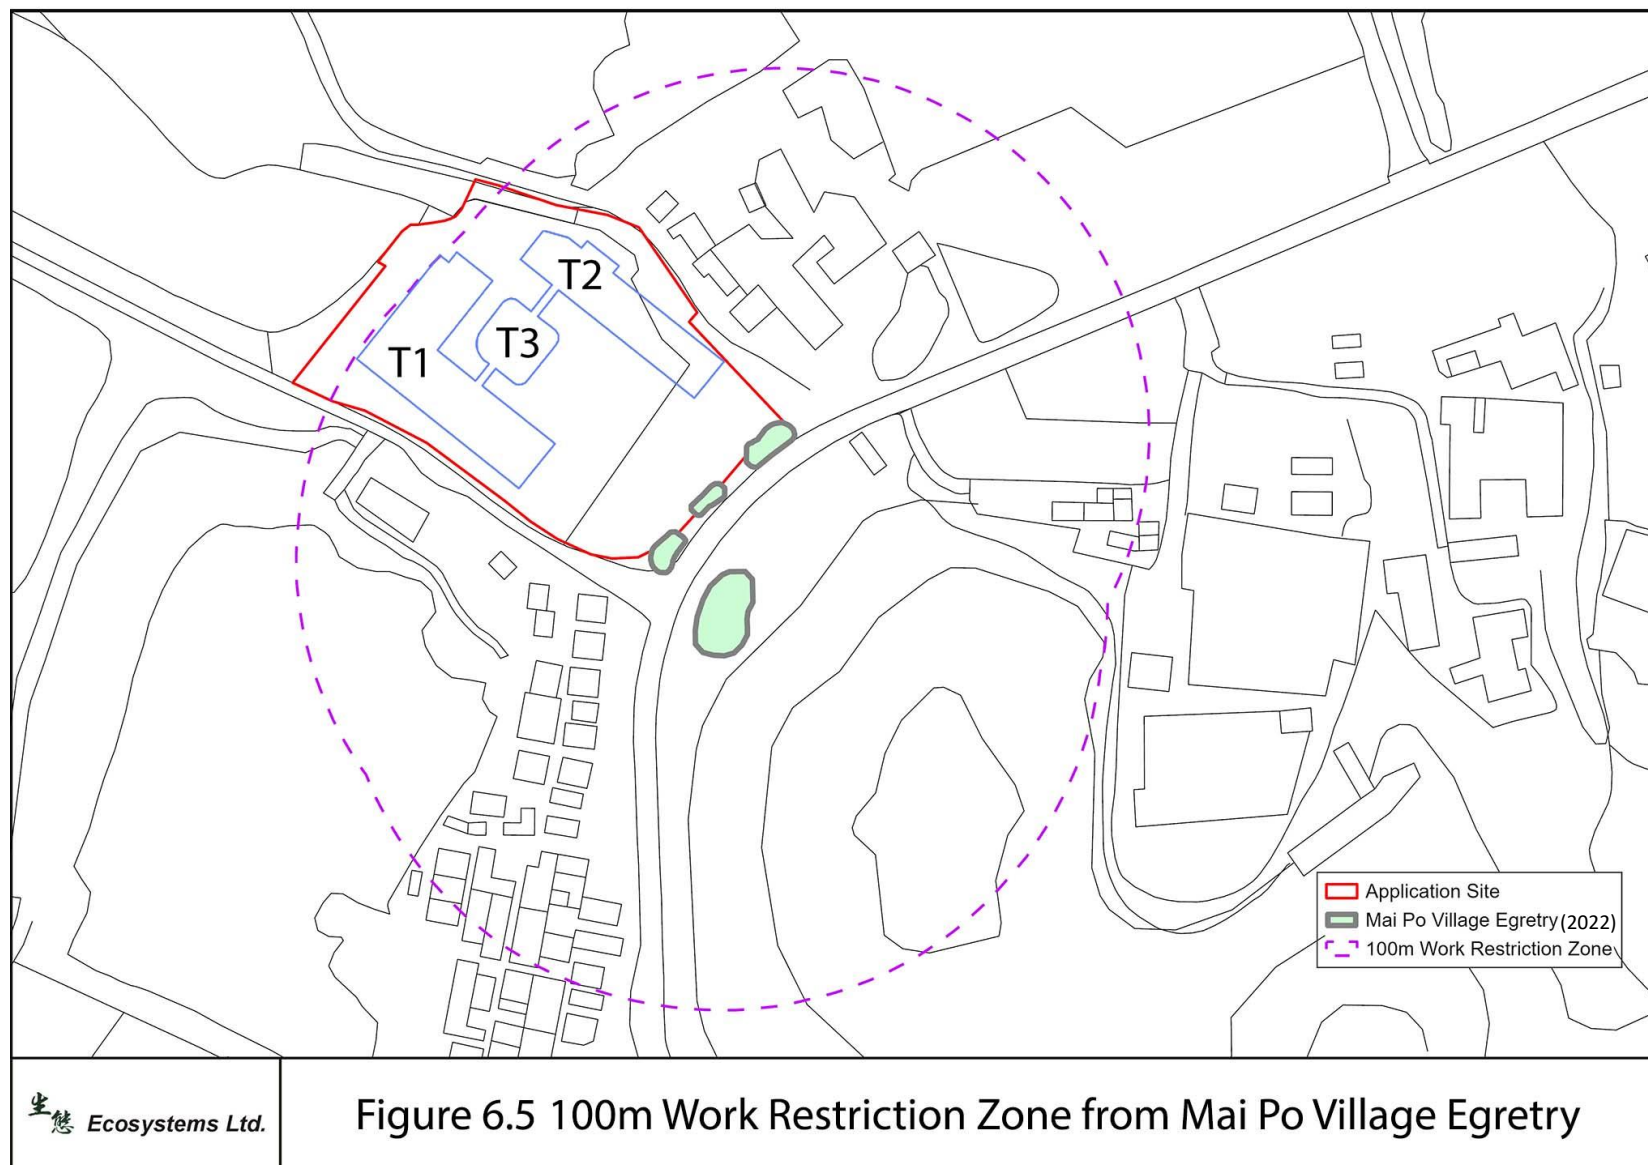 T2
T3
T1
Application Site
Mai Po Village Egretry (2022)
100m Work Restriction Zone
生態 Ecosystems Ltd.
Figure 6.5 100m Work Restriction Zone from Mai Po Village Egretry